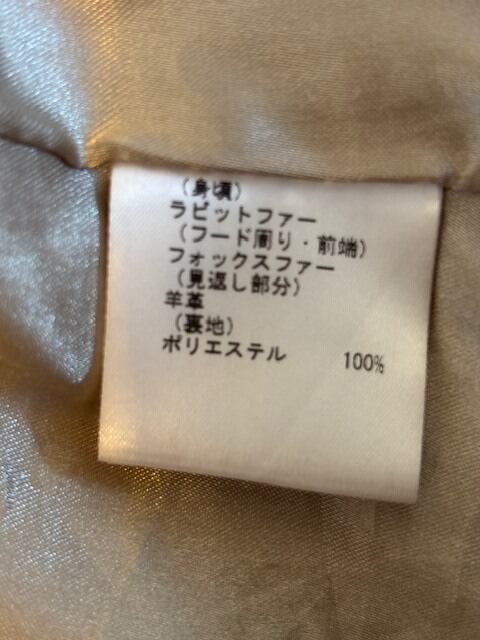 （身頃）
ラビットファー
（フード周り・前端）
フォックスファー
（見返し部分）
羊革
（裏地）
ポリエステル 100%